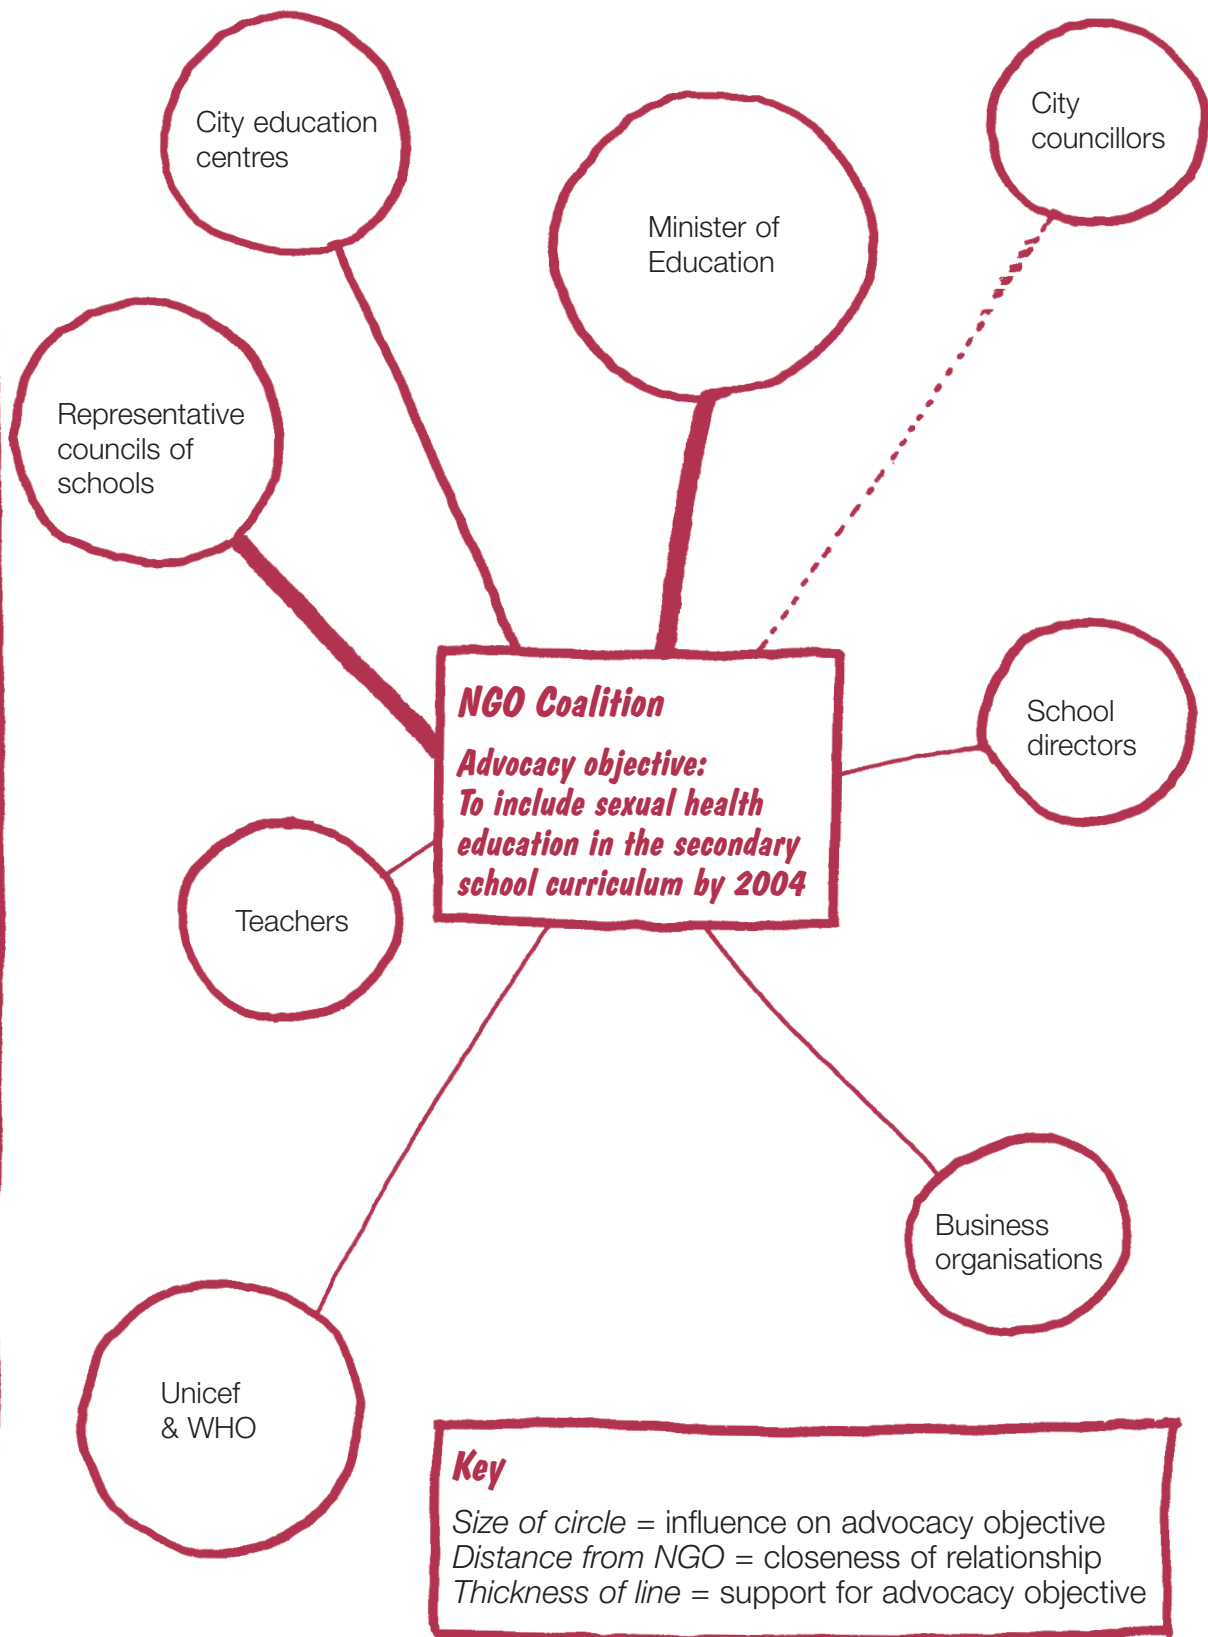 City education
centres
City
councillors
Minister of
Education
Representative
councils of
schools
NGO Coalition
Advocacy objective:
To include sexual health
education in the secondary
school curriculum by 2004
School
directors
Teachers
Business
organisations
Unicef
& WHO
Key
Size of circle = influence on advocacy objective
Distance from NGO = closeness of relationship
Thickness of line = support for advocacy objective